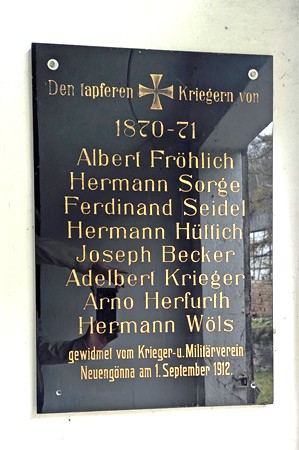 Den tapferen Kriegern von
1870-71
Albert Fröhlich
Hermann Sorge
Ferdinand Seidel
Hermann Hüttich
Joseph Becker
Adelbert Krieger
Arno Herfurth
Hermann Wöls
gewidmet vom Krieger-u. Militärverein
Neuengönna am 1. September 1912.